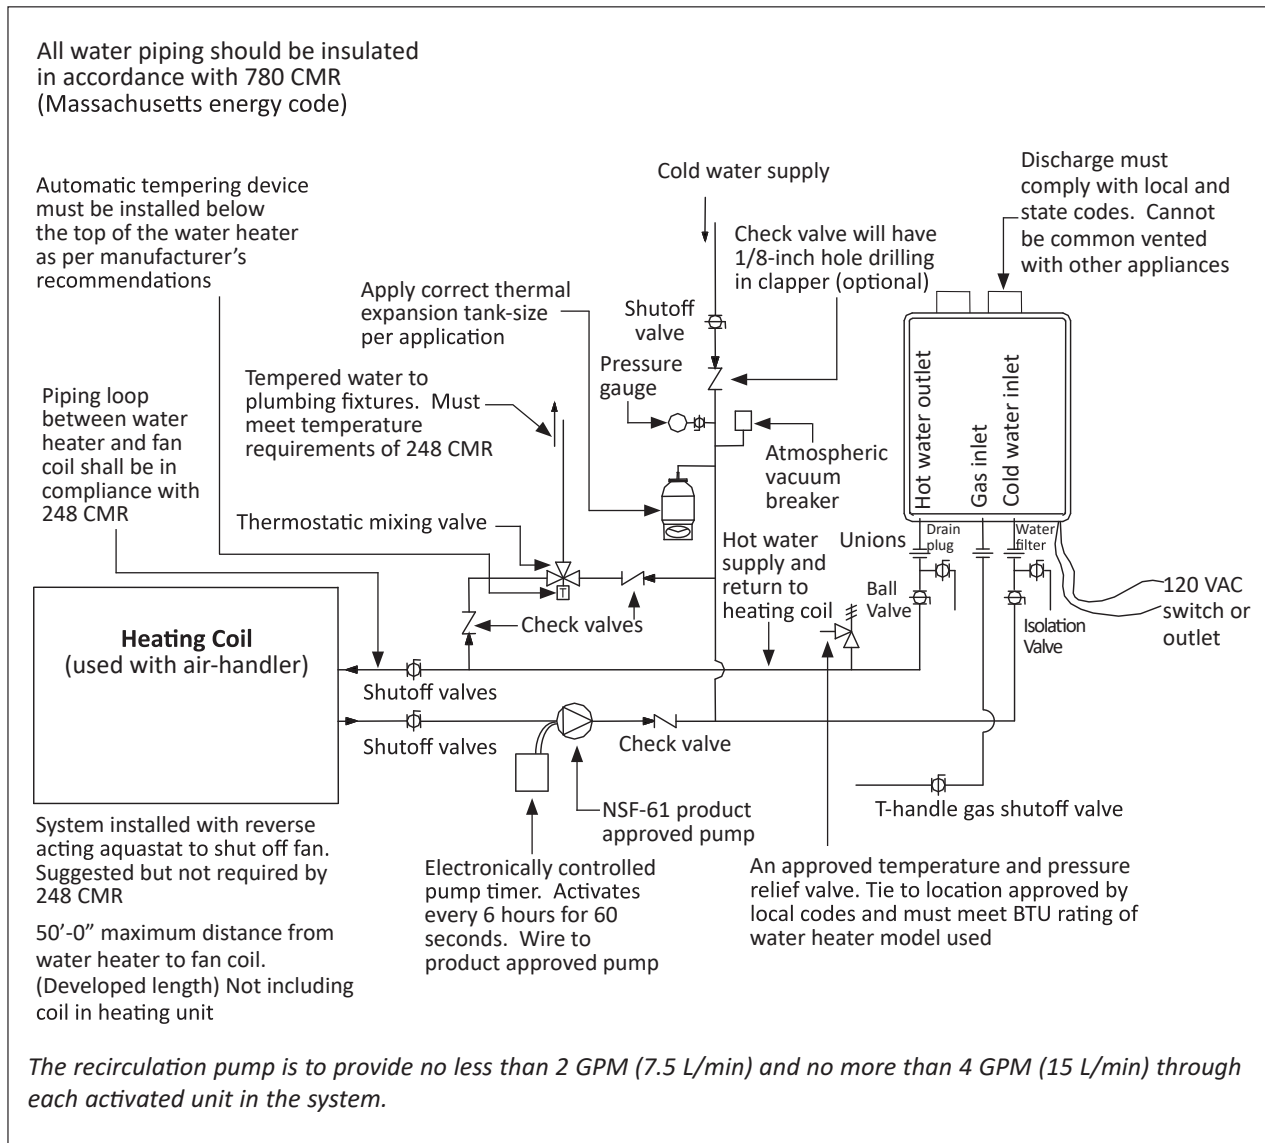 All water piping should be insulated
in accordance with 780 CMR
(Massachusetts energy code)
Automatic tempering device
must be installed below
the top of the water heater
as per manufacturer's
recommendations
Cold water supply
Discharge must
comply with local and
state codes.  Cannot
be common vented
with other appliances
Check valve will have
1/8-inch hole drilling
in clapper (optional)
Apply correct thermal
expansion tank-size
per application
Shutoff
valve
Pressure
gauge
Tempered water to
plumbing fixtures.  Must
meet temperature
requirements of 248 CMR
Piping loop
between water
heater and fan
coil shall be in
compliance with
248 CMR
Atmospheric
vacuum
breaker
Hot water outlet
Gas inlet
Cold water inlet
Thermostatic mixing valve
Hot water
supply and
return to
heating coil
Unions
Drain
plug
Water
filter
Ball
Valve
Isolation
Valve
120 VAC
switch or
outlet
T
Heating Coil
(used with air-handler)
Check valves
Shutoff valves
Shutoff valves
Check valve
T-handle gas shutoff valve
NSF-61 product
approved pump
System installed with reverse
acting aquastat to shut off fan.
Suggested but not required by
248 CMR
50'-0” maximum distance from
water heater to fan coil.
(Developed length) Not including
coil in heating unit
Electronically controlled
pump timer.  Activates
every 6 hours for 60
seconds.  Wire to
product approved pump
An approved temperature and pressure
relief valve. Tie to location approved by
local codes and must meet BTU rating of
water heater model used
The recirculation pump is to provide no less than 2 GPM (7.5 L/min) and no more than 4 GPM (15 L/min) through
each activated unit in the system.